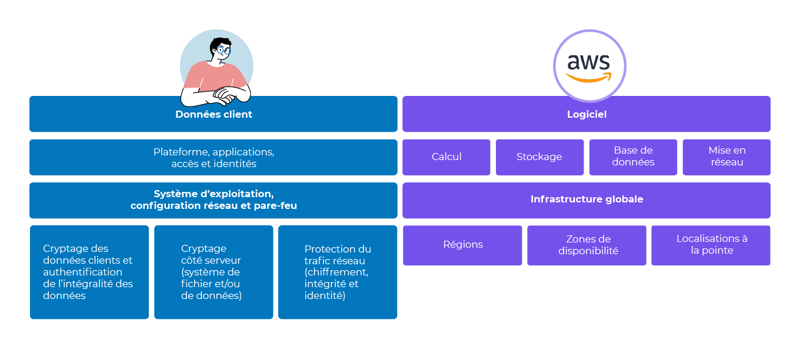 aws
Données client
Plateforme, applications,
accès et identités
Système d’exploitation,
configuration réseau et pare-feu
Cryptage des
données clients et
authentification
de l’intégralité des
données
Cryptage
côté serveur
(système de
fichier et/ou
de données)
Protection du
trafic réseau
(chiffrement,
intégrité et
identité)
Logiciel
Calcul
Stockage
Base de
données
Mise en
réseau
Infrastructure globale
Régions
Zones de
disponibilité
Localisations à
la pointe